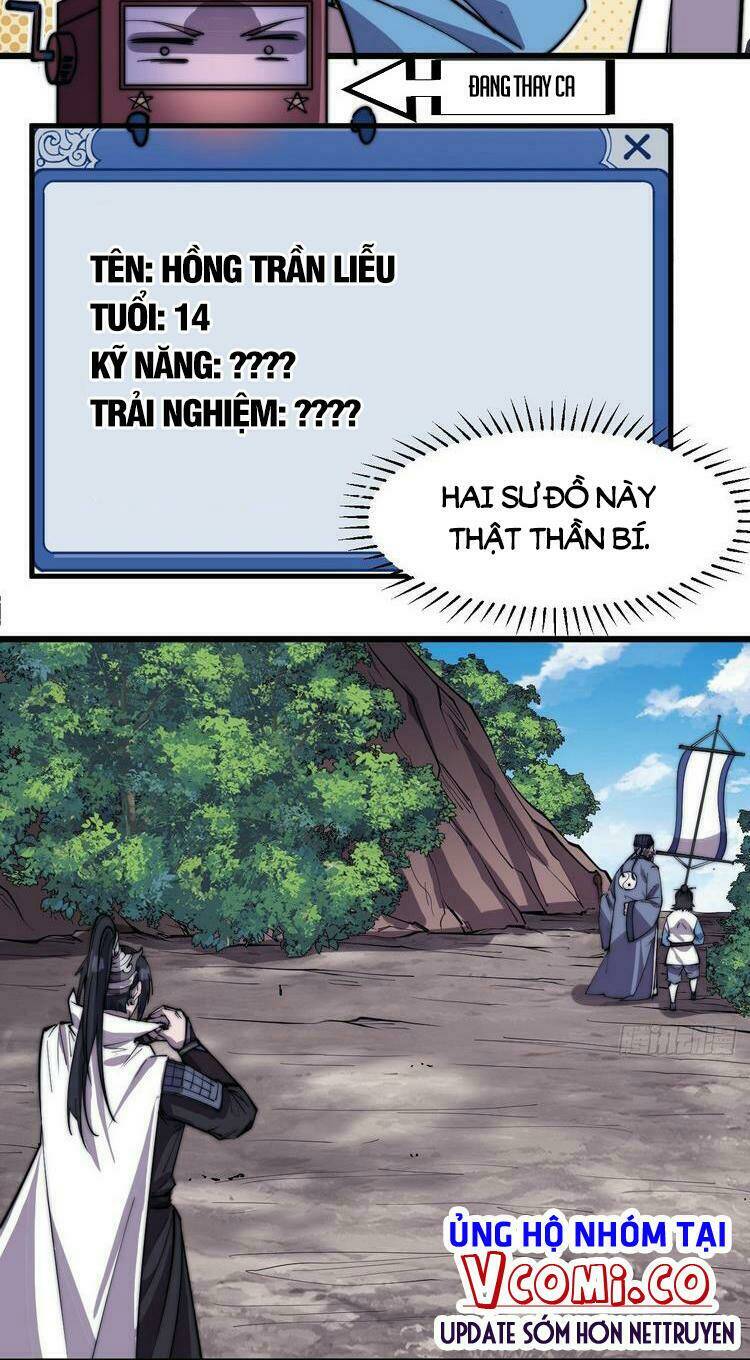 ĐANG THAY CA
TÊN: HỒNG TRẦN LIỄU
TUỔI: 14
KỸ NĂNG: ????
TRẢI NGHIỆM: ????
HAI SƯ ĐỒ NÀY
THẬT THẦN BÍ.
ỦNG HỘ NHÓM TẠI
VCOMI.CO
UPDATE SỚM HƠN NETTRUYEN